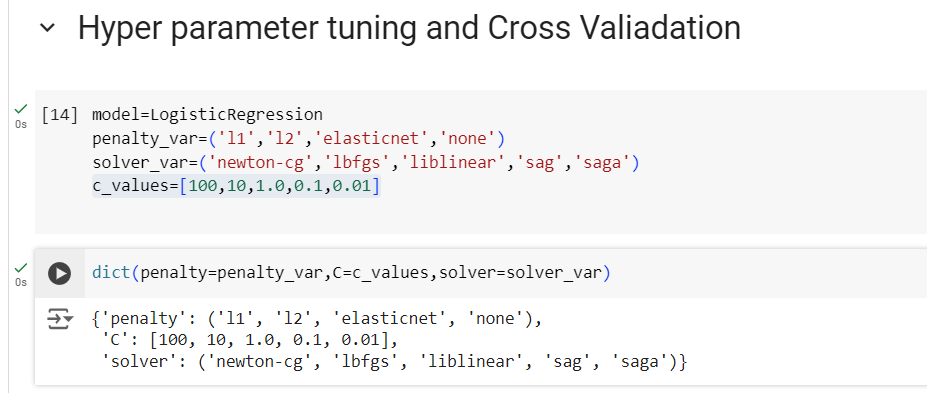 Hyper parameter tuning and Cross Valiadation
[14] model=LogisticRegression
0s
penalty_var=('l1','l2','elasticnet','none')
solver_var=('newton-cg','lbfgs','liblinear','sag','saga')
c_values=[100,10,1.0,0.1,0.01]
dict(penalty=penalty_var,C=c_values,solver=solver_var)
0s
{'penalty': ('l1', 'l2', 'elasticnet', 'none'),
'C': [100, 10, 1.0, 0.1, 0.01],
'solver': ('newton-cg', 'lbfgs', 'liblinear', 'sag', 'saga')}